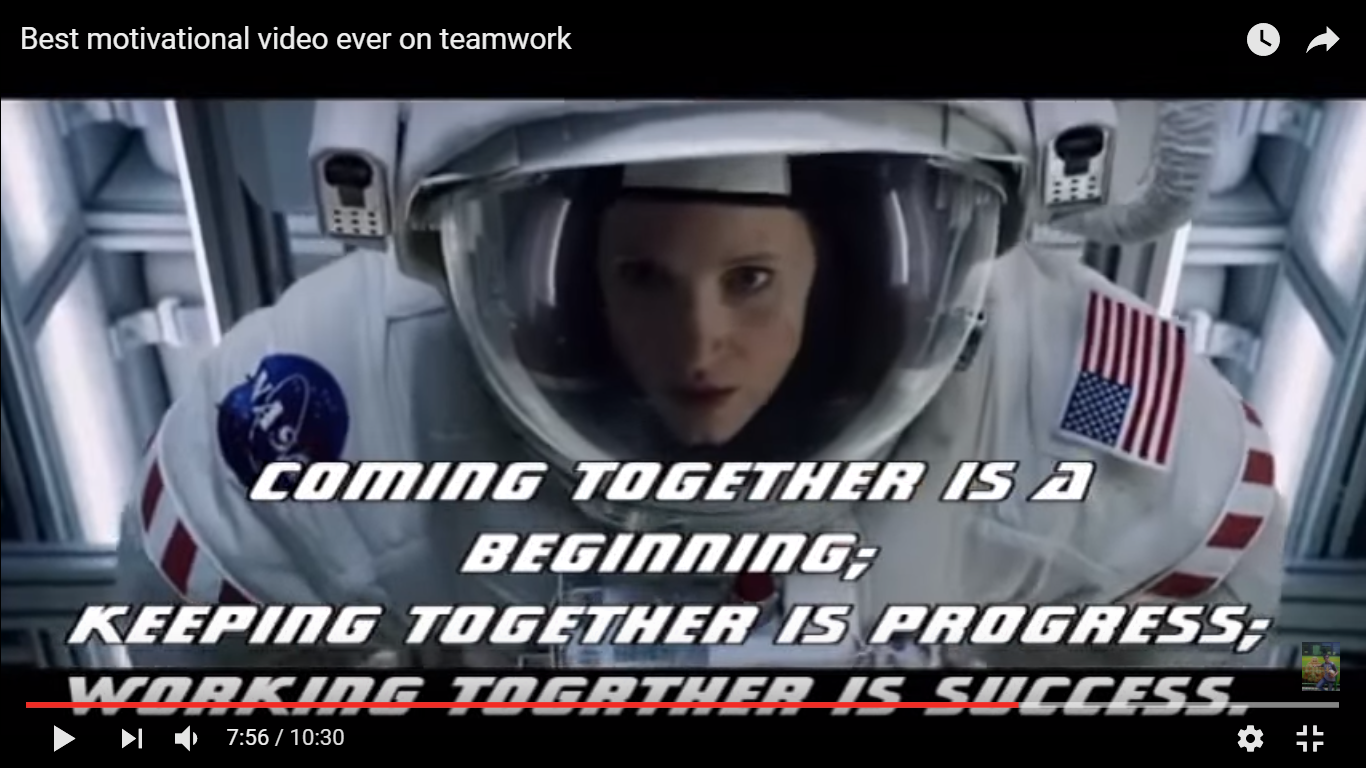 Best motivational video ever on teamwork
NASA
COMING TOGETHER IS A
BEGINNING;
KEEPING TOGETHER IS PROGRESS;
WORKING TOGRTHER IS SUCCESS.
7:56 / 10:30